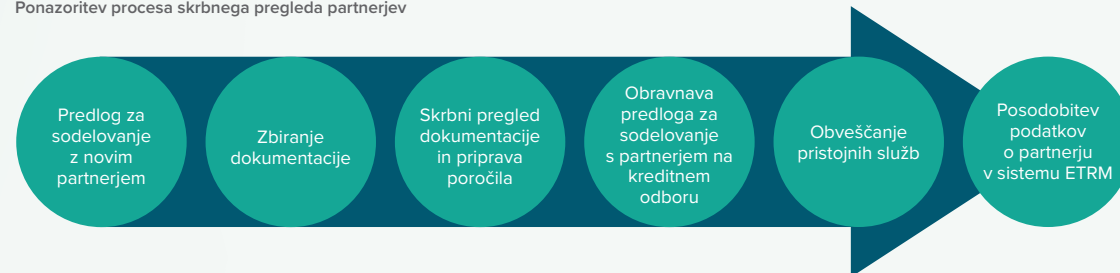 Ponazoritev procesa skrbnega pregleda partnerjev
Predlog za
sodelovanje
z novim
partnerjem
Zbiranje
dokumentacije
Skrbni pregled
dokumentacije
in priprava
poročila
Obravnava
predloga za
sodelovanje
s partnerjem na
kreditnem
odboru
Obveščanje
pristojnih služb
Posodobitev
podatkov
o partnerju
v sistemu ETRM